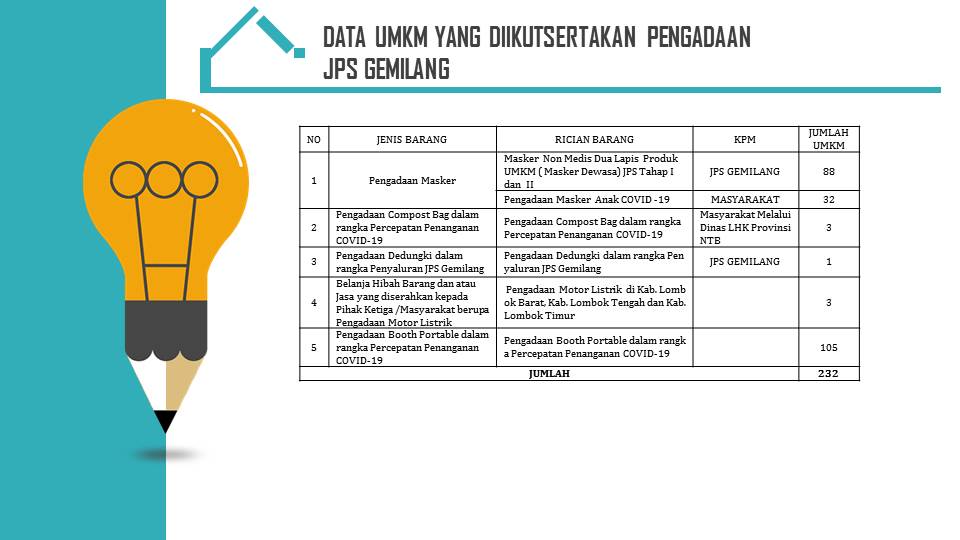 DATA UMKM YANG DIIKUTSERTAKAN PENGADAAN
JPS GEMILANG
NO JENIS BARANG RICIAN BARANG KPM JUMLAH
UMKM
1 Pengadaan Masker
Masker Non Medis Dua Lapis Produk
UMKM ( Masker Dewasa) JPS Tahap I
dan II
JPS GEMILANG 88
Pengadaan Masker Anak COVID -19 MASYARAKAT 32
2
Pengadaan Compost Bag dalam
rangka Percepatan Penanganan
COVID-19
Pengadaan Compost Bag dalam rangka
Percepatan Penanganan COVID-19
Masyarakat Melalui
Dinas LHK Provinsi
NTB
3
3
Pengadaan Dedungki dalam
rangka Penyaluran JPS Gemilang
Pengadaan Dedungki dalam rangka Pen
yaluran JPS Gemilang
JPS GEMILANG 1
4
Belanja Hibah Barang dan atau
Jasa yang diserahkan kepada
Pihak Ketiga /Masyarakat berupa
Pengadaan Motor Listrik
Pengadaan Motor Listrik di Kab. Lomb
ok Barat, Kab. Lombok Tengah dan Kab.
Lombok Timur
3
5
Pengadaan Booth Portable dalam
rangka Percepatan Penanganan
COVID-19
Pengadaan Booth Portable dalam rangk
a Percepatan Penanganan COVID-19
105
JUMLAH 232